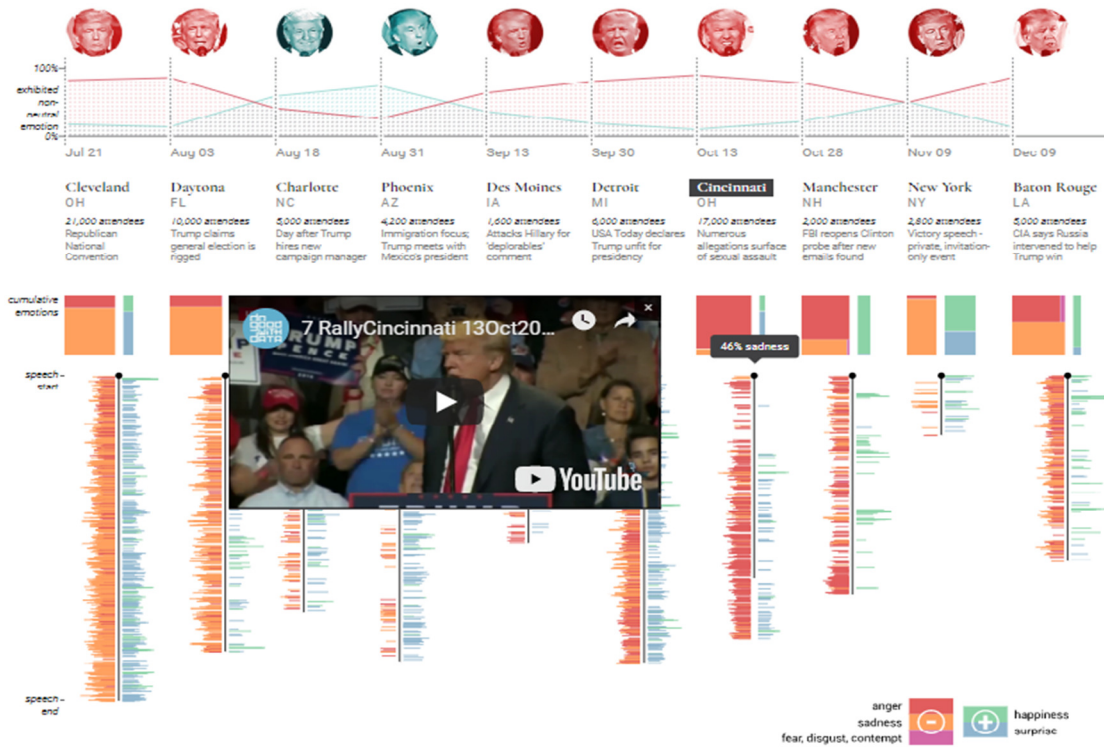 100%
exhibited
non-
neutral
emotion
0%
Jul 21
Aug 03
Aug 18
Aug 31
Sep 13
Sep 30
Oct 13
Oct 28
Nov 09
Dec 09
Cleveland
OH
21,000 attendees
Republican
National
Convention
Daytona
FL
10,000 attendees
Trump claims
general election is
rigged
Charlotte
NC
5,000 attendees
Day after Trump
hires new
campaign manager
Phoenix
AZ
4,200 attendees
Immigration focus;
Trump meets with
Mexico's president
Des Moines
IA
1,600 attendees
Attacks Hillary for
'deplorables'
comment
Detroit
MI
6,000 attendees
USA Today declares
Trump unfit for
presidency
Cincinnati
OH
17,000 attendees
Numerous
allegations surface
of sexual assault
Manchester
NH
2,000 attendees
FBI reopens Clinton
probe after new
emails found
New York
NY
2,800 attendees
Victory speech -
private, invitation-
only event
Baton Rouge
LA
5,000 attendees
CIA says Russia
intervened to help
Trump win
cumulative
emotions
do
good
with
data
7 RallyCincinnati 13Oct20...
×
TRUMP
PENCE
YouTube
46% sadness
speech
start
speech
end
anger
sadness
fear, disgust, contempt
happiness
surprise